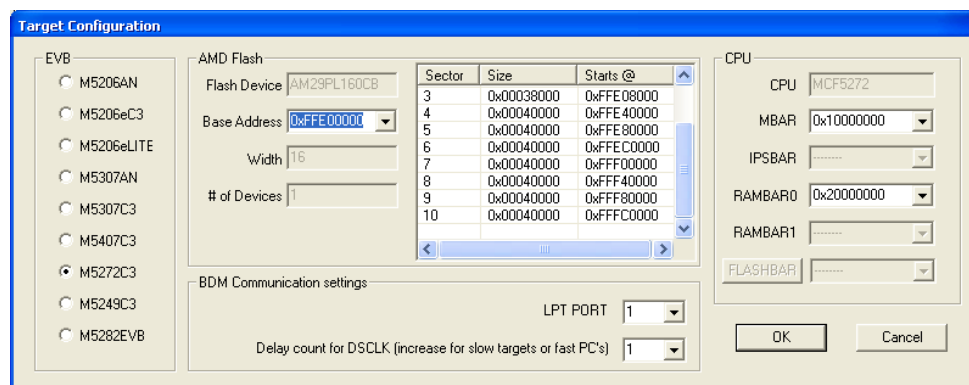 Target Configuration
EVB
M5206AN
M5206eC3
M5206eLITE
M5307AN
M5307C3
M5407C3
M5272C3
M5249C3
M5282EVB
AMD Flash
Flash Device AM29PL160CB
Base Address 0xFFE00000
Width 16
# of Devices 1
Sector Size Starts @
3 0x00038000 0xFFE08000
4 0x00040000 0xFFE40000
5 0x00040000 0xFFE80000
6 0x00040000 0xFFEC0000
7 0x00040000 0xFFF00000
8 0x00040000 0xFFF40000
9 0x00040000 0xFFF80000
10 0x00040000 0xFFFC0000
BDM Communication settings
LPT PORT 1
Delay count for DSCLK (increase for slow targets or fast PC's) 1
CPU
CPU MCF5272
MBAR 0x10000000
IPSBAR --------
RAMBAR0 0x20000000
RAMBAR1 --------
FLASHBAR --------
OK Cancel